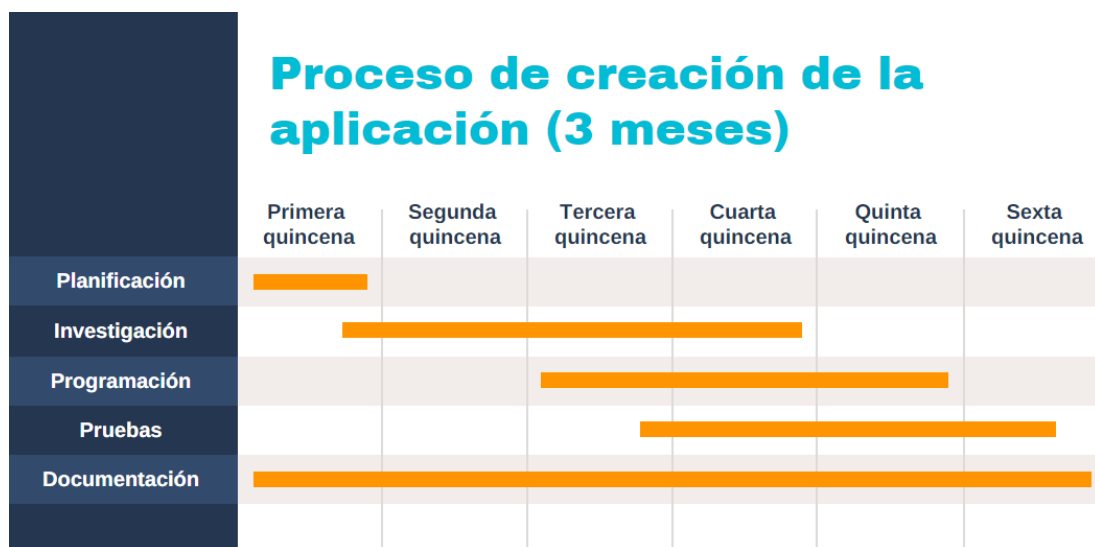 Proceso de creación de la
aplicación (3 meses)
Primera quincena
Segunda quincena
Tercera quincena
Cuarta quincena
Quinta quincena
Sexta quincena
Planificación
Investigación
Programación
Pruebas
Documentación